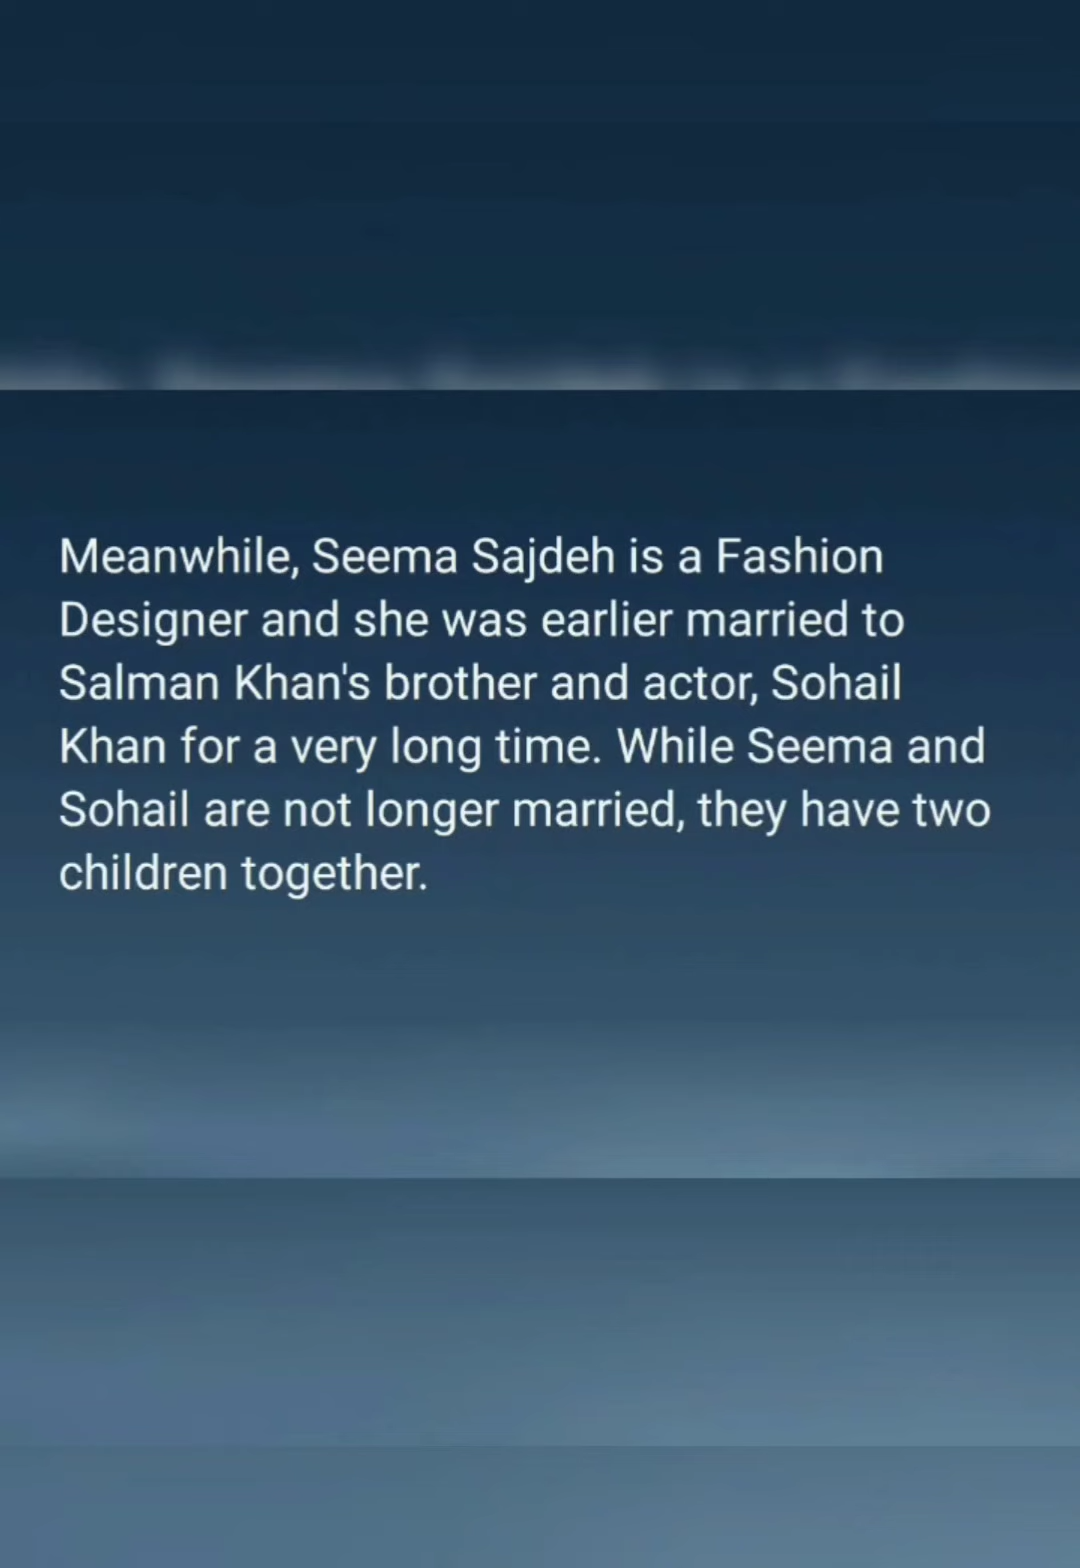 Meanwhile, Seema Sajdeh is a Fashion
Designer and she was earlier married to
Salman Khan's brother and actor, Sohail
Khan for a very long time. While Seema and
Sohail are not longer married, they have two
children together.